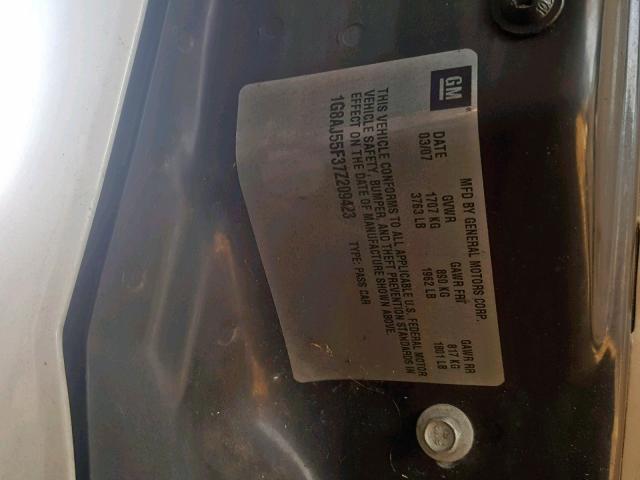 GM
MFD BY GENERAL MOTORS CORP.
DATE GVWR GAWR FRT GAWR RR
03/07 1707 KG 890 KG 817 KG
3763 LB 1962 LB 1801 LB
THIS VEHICLE CONFORMS TO ALL APPLICABLE U.S. FEDERAL MOTOR
VEHICLE SAFETY, BUMPER, AND THEFT PREVENTION STANDARDS IN
EFFECT ON THE DATE OF MANUFACTURE SHOWN ABOVE.
1G8AJ55F37Z209423 TYPE: PASS CAR